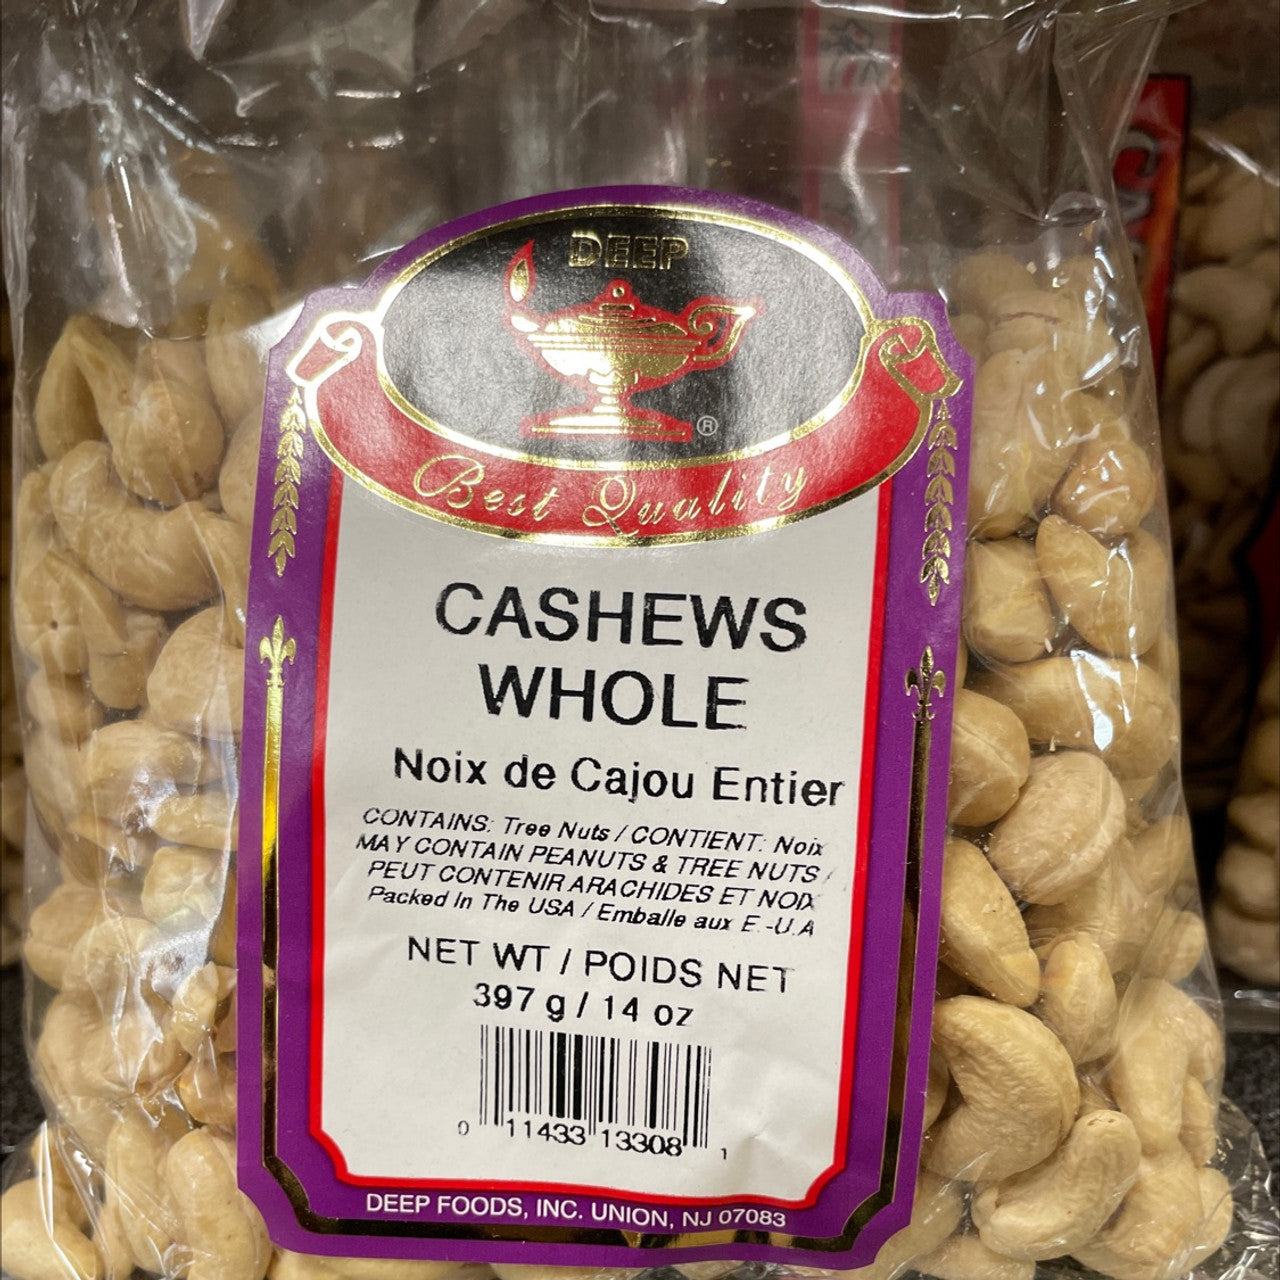 DEEP
®
Best Quality
CASHEWS
WHOLE
Noix de Cajou Entier
CONTAINS: Tree Nuts / CONTIENT: Noix
MAY CONTAIN PEANUTS & TREE NUTS /
PEUT CONTENIR ARACHIDES ET NOIX
Packed In The USA / Emballe aux E.-U.A
NET WT / POIDS NET
397 g / 14 oz
0 11433 13308 1
DEEP FOODS, INC. UNION, NJ 07083